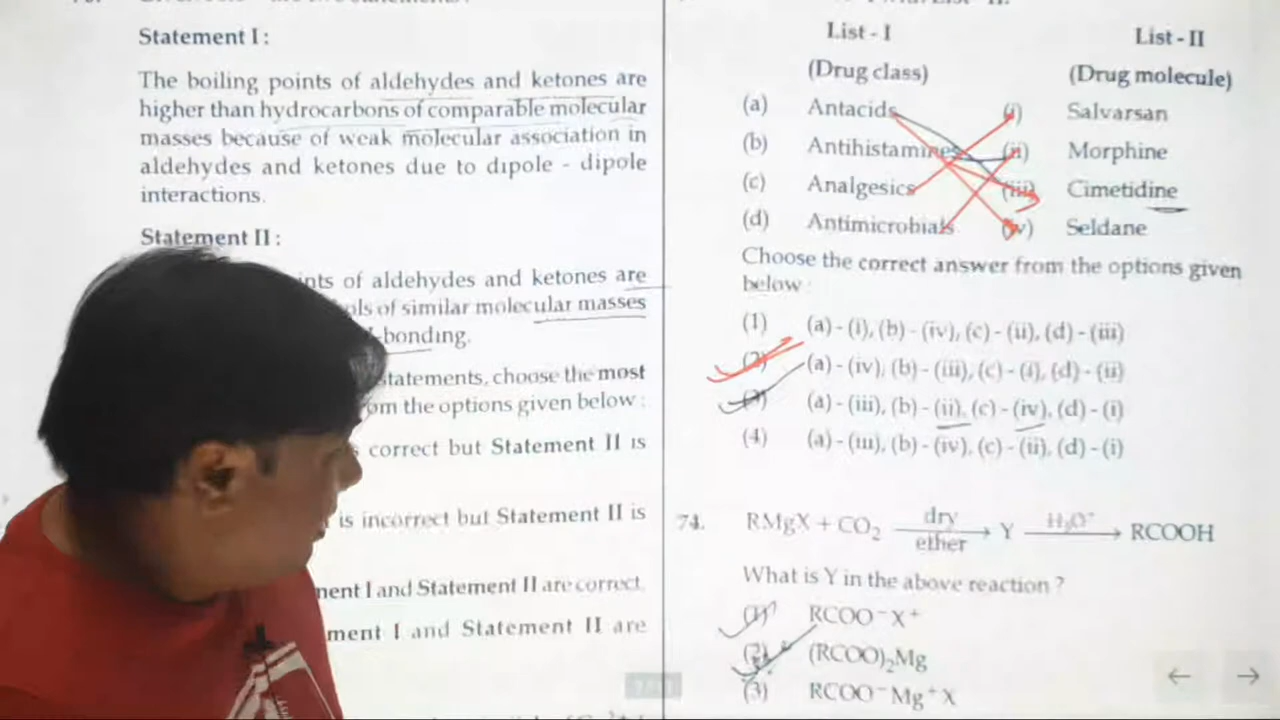 Statement I :
The boiling points of aldehydes and ketones are
higher than hydrocarbons of comparable molecular
masses because of weak molecular association in
aldehydes and ketones due to dipole - dipole
interactions.
Statement II :
of aldehydes and ketones are
of similar molecular masses
-bonding.
statements, choose the most
the options given below :
correct but Statement II is
is incorrect but Statement II is
I and Statement II are correct.
I and Statement II are
List - I
List - II
(Drug class)
(Drug molecule)
(a) Antacids (i) Salvarsan
(b) Antihistamines (ii) Morphine
(c) Analgesics (iii) Cimetidine
(d) Antimicrobials (iv) Seldane
Choose the correct answer from the options given
below :
(1) (a) - (i), (b) - (iv), (c) - (ii), (d) - (iii)
(2) (a) - (iv), (b) - (iii), (c) - (i), (d) - (ii)
(3) (a) - (iii), (b) - (ii), (c) - (iv), (d) - (i)
(4) (a) - (iii), (b) - (iv), (c) - (ii), (d) - (i)
74. RMgX + CO₂ dry ether → Y H₃O⁺ → RCOOH
What is Y in the above reaction ?
(1) RCOO⁻X⁺
(2) (RCOO)₂Mg
(3) RCOO⁻Mg⁺X